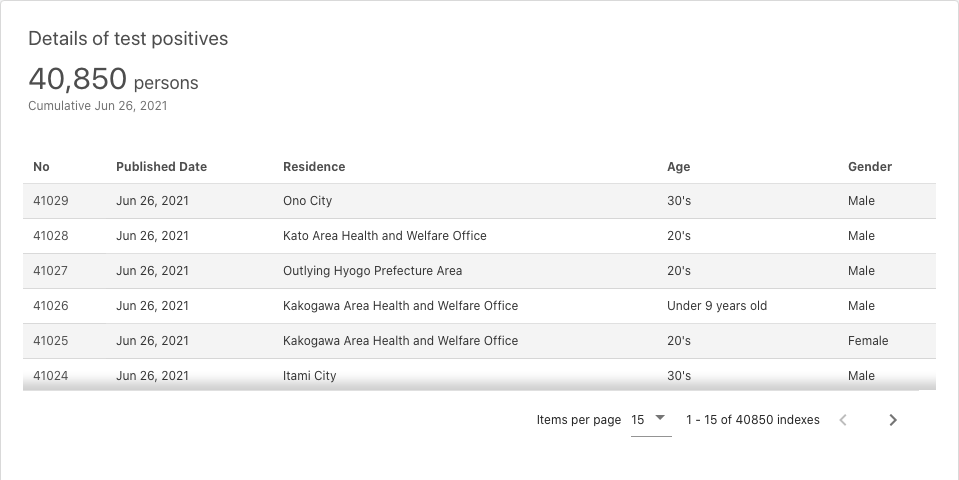 Details of test positives
40,850 persons
Cumulative Jun 26, 2021
No Published Date Residence Age Gender
41029 Jun 26, 2021 Ono City 30's Male
41028 Jun 26, 2021 Kato Area Health and Welfare Office 20's Male
41027 Jun 26, 2021 Outlying Hyogo Prefecture Area 20's Male
41026 Jun 26, 2021 Kakogawa Area Health and Welfare Office Under 9 years old Male
41025 Jun 26, 2021 Kakogawa Area Health and Welfare Office 20's Female
41024 Jun 26, 2021 Itami City 30's Male
Items per page 15 1 - 15 of 40850 indexes